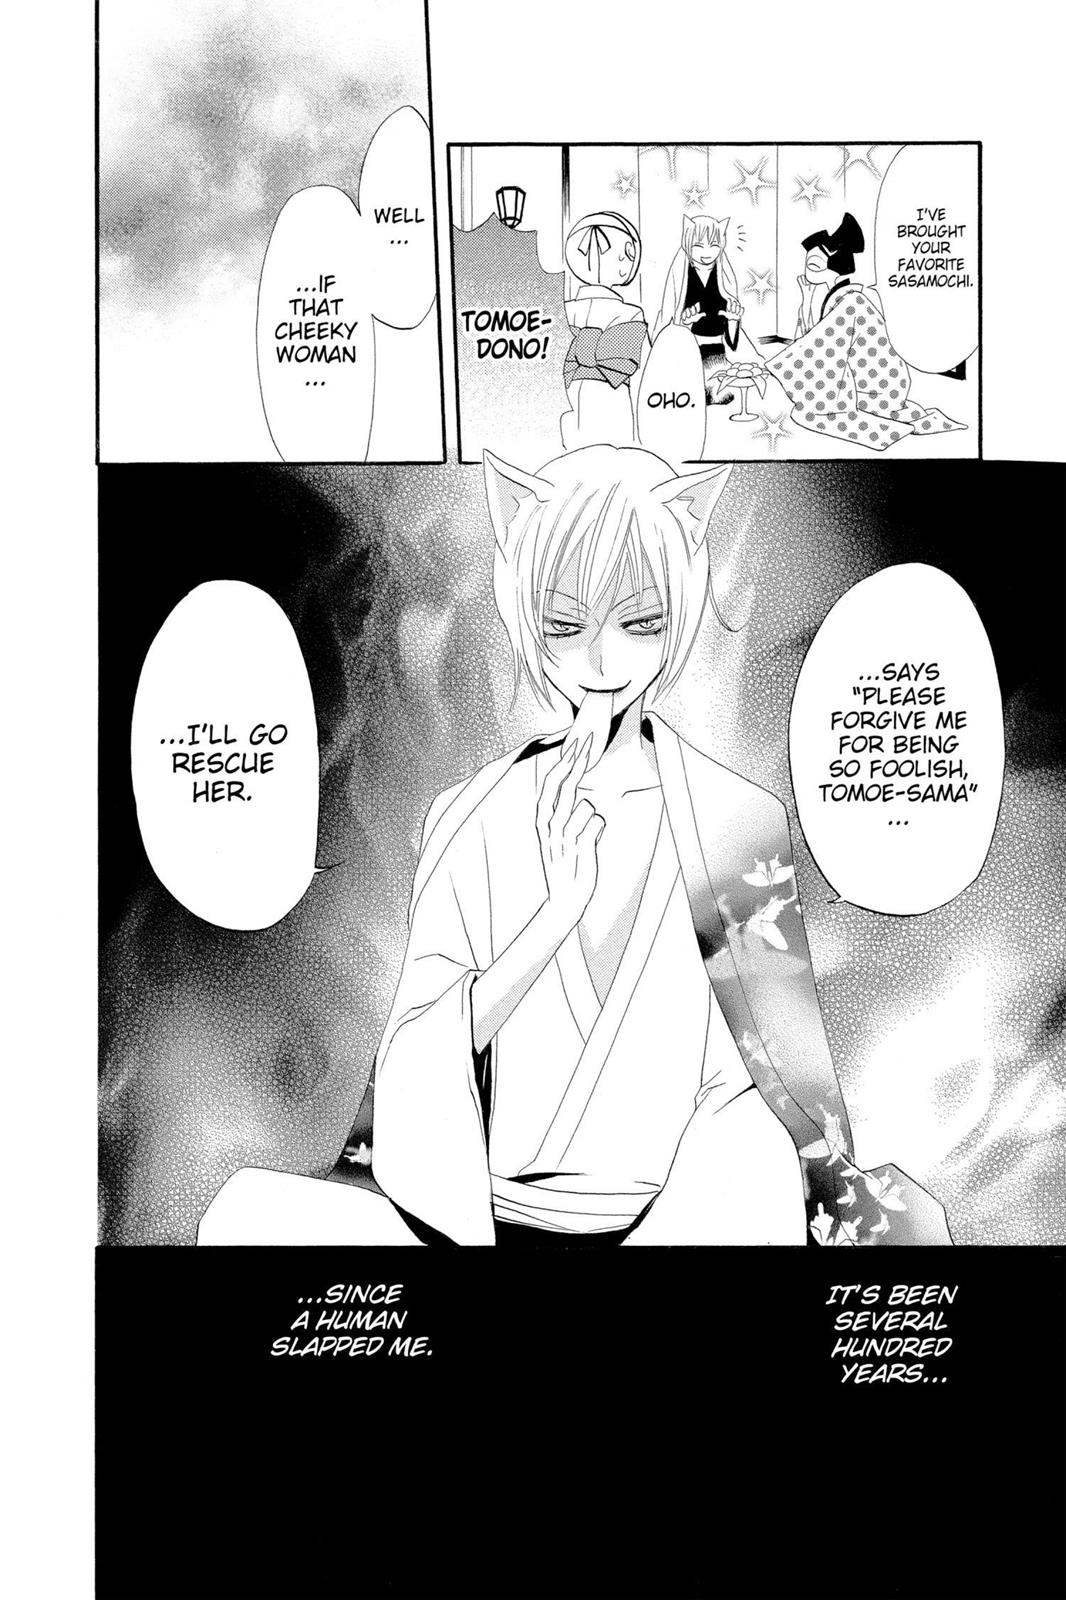 I'VE
BROUGHT
YOUR
FAVORITE
SASAMOCHI.
OHO.
TOMOE-
DONO!
WELL
...
...IF
THAT
CHEEKY
WOMAN
...
...SAYS
"PLEASE
FORGIVE ME
FOR BEING
SO FOOLISH,
TOMOE-SAMA"
...
...I'LL GO
RESCUE
HER.
IT'S BEEN
SEVERAL
HUNDRED
YEARS...
...SINCE
A HUMAN
SLAPPED ME.